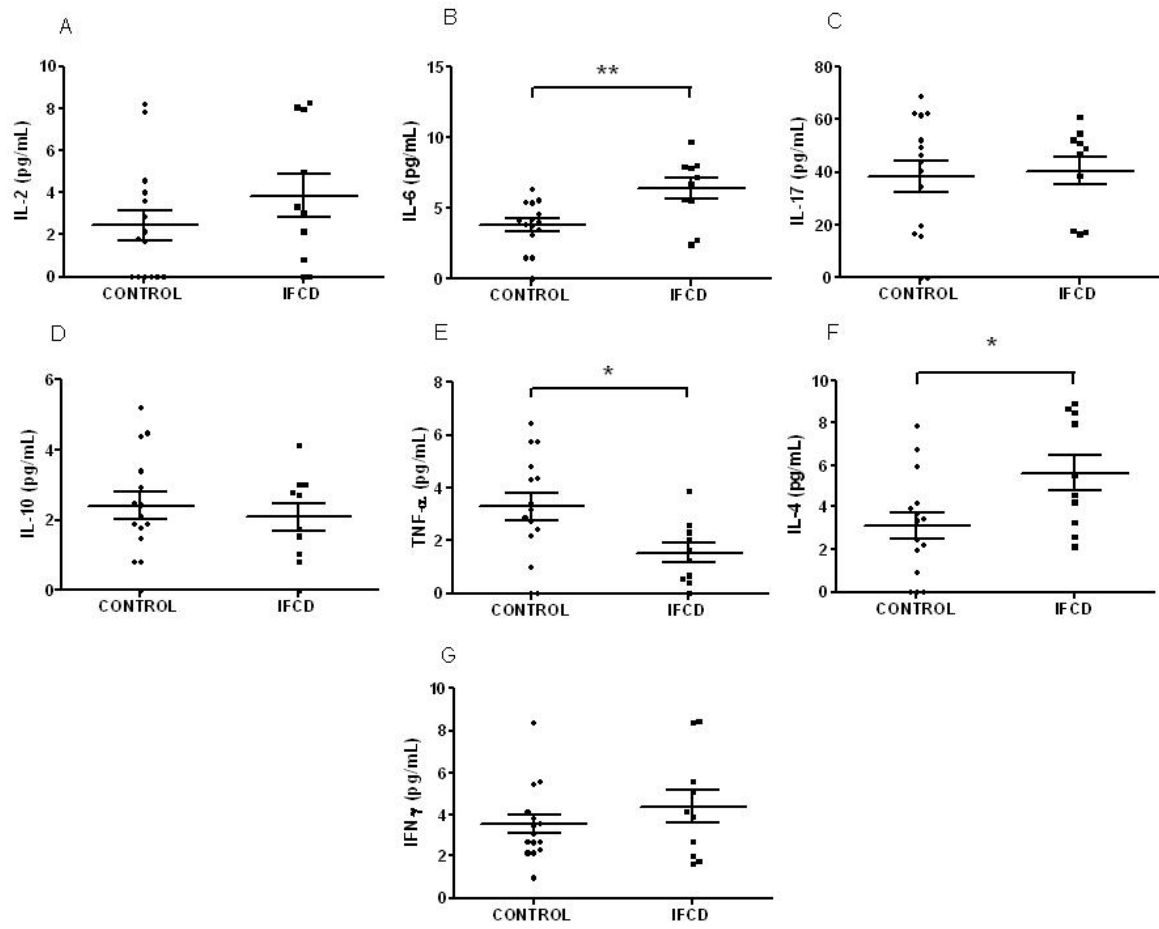 A
IL-2 (pg/mL)
10
8
6
4
2
0
CONTROL IFCD
B
IL-6 (pg/mL)
15
10
5
0
**
CONTROL IFCD
C
IL-17 (pg/mL)
80
60
40
20
0
CONTROL IFCD
D
IL-10 (pg/mL)
6
4
2
0
CONTROL IFCD
E
TNF-α (pg/mL)
8
6
4
2
0
*
CONTROL IFCD
F
IL-4 (pg/mL)
10
8
6
4
2
0
*
CONTROL IFCD
G
IFN-γ (pg/mL)
10
8
6
4
2
0
CONTROL IFCD